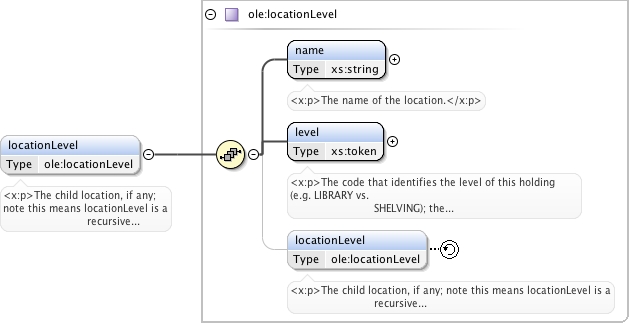 ole:locationLevel
name
Type xs:string
<x:p>The name of the location.</x:p>
level
Type xs:token
<x:p>The code that identifies the level of this holding
(e.g. LIBRARY vs.
SHELVING); the...
locationLevel
Type ole:locationLevel
<x:p>The child location, if any; note this means locationLevel is a
recursive...
locationLevel
Type ole:locationLevel
<x:p>The child location, if any;
note this means locationLevel is a
recursive...